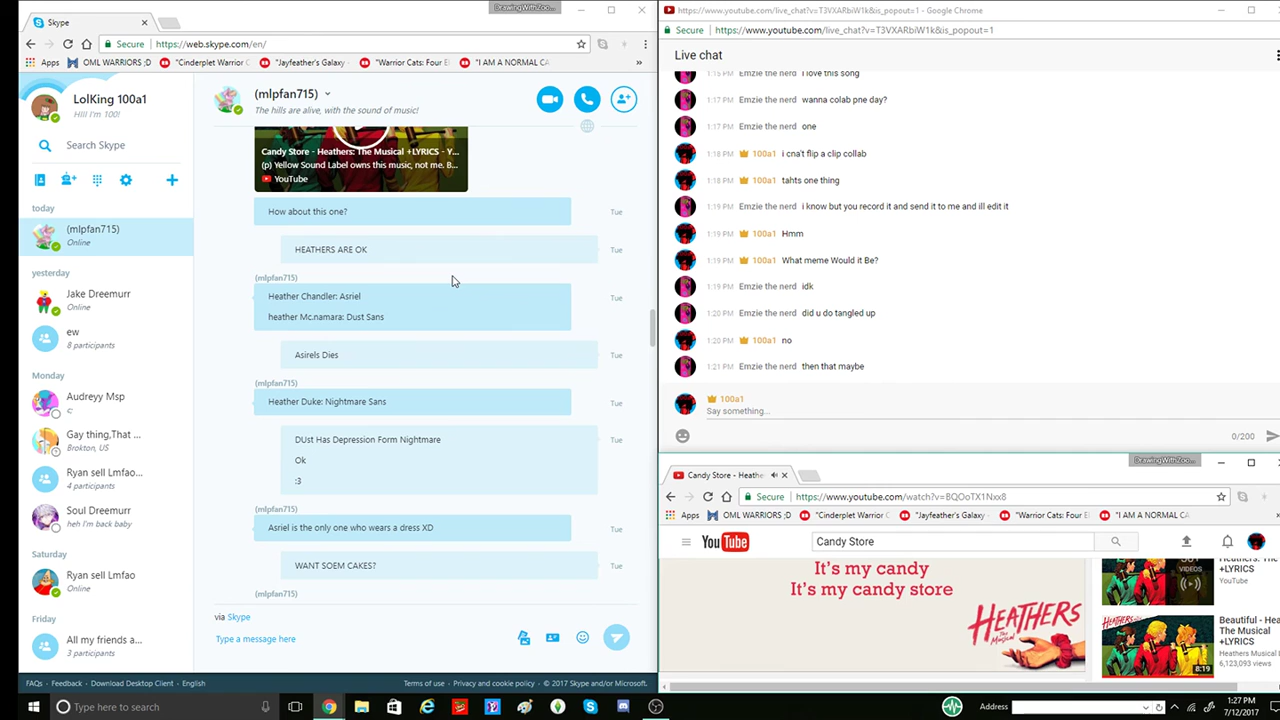 Skype
DrawingWithZoo...
Secure
https://web.skype.com/en/
Apps
OML WARRIORS ;D
"Cinderplet Warrior C
"Jayfeather's Galaxy
"Warrior Cats: Four E
"I AM A NORMAL CA
»
LolKing 100a1
HIII I'm 100!
Search Skype
today
(mlpfan715)
Online
yesterday
Jake Dreemurr
Online
ew
8 participants
Monday
Audreyy Msp
c:
Gay thing,That ...
Brokton, US
Ryan sell Lmfao...
4 participants
Soul Dreemurr
heh I'm back baby
Saturday
Ryan sell Lmfao
Online
Friday
All my friends a...
3 participants
(mlpfan715)
The hills are alive, with the sound of music!
Candy Store - Heathers: The Musical +LYRICS - Y...
(p) Yellow Sound Label owns this music, not me. B...
YouTube
How about this one?
Tue
HEATHERS ARE OK
Tue
(mlpfan715)
Heather Chandler: Asriel
Tue
heather Mc.namara: Dust Sans
Asirels Dies
Tue
(mlpfan715)
Heather Duke: Nightmare Sans
Tue
DUst Has Depression Form Nightmare
Tue
Ok
:3
(mlpfan715)
Asriel is the only one who wears a dress XD
Tue
WANT SOEM CAKES?
Tue
(mlpfan715)
via Skype
Type a message here
FAQs
Feedback
Download Desktop Client
English
Terms of use
Privacy and cookie policy
© 2017 Skype and/or Microsoft.
https://www.youtube.com/live_chat?v=T3VXARbiW1k&is_popout=1 - Google Chrome
Secure
https://www.youtube.com/live_chat?v=T3VXARbiW1k&is_popout=1
Live chat
1:15 PM Emzie the nerd i love this song
1:17 PM Emzie the nerd wanna colab pne day?
1:17 PM Emzie the nerd one
1:18 PM 100a1 i cna't flip a clip collab
1:18 PM 100a1 tahts one thing
1:19 PM Emzie the nerd i know but you record it and send it to me and ill edit it
1:19 PM 100a1 Hmm
1:19 PM 100a1 What meme Would it Be?
1:19 PM Emzie the nerd idk
1:20 PM Emzie the nerd did u do tangled up
1:20 PM 100a1 no
1:21 PM Emzie the nerd then that maybe
100a1
Say something...
0/200
DrawingWithZoo...
Candy Store - Heather
Secure
https://www.youtube.com/watch?v=BQOoTX1Nxx8
Apps
OML WARRIORS ;D
"Cinderplet Warrior C
"Jayfeather's Galaxy
"Warrior Cats: Four E
"I AM A NORMAL CA
YouTube
Candy Store
It's my candy
It's my candy store
HEATHERS
THE MUSICAL
VIDEOS
+LYRICS
YouTube
Beautiful - Hea
The Musical
+LYRICS
Heathers Musical
6,123,093 views
8:19
Type here to search
Address
1:27 PM
7/12/2017